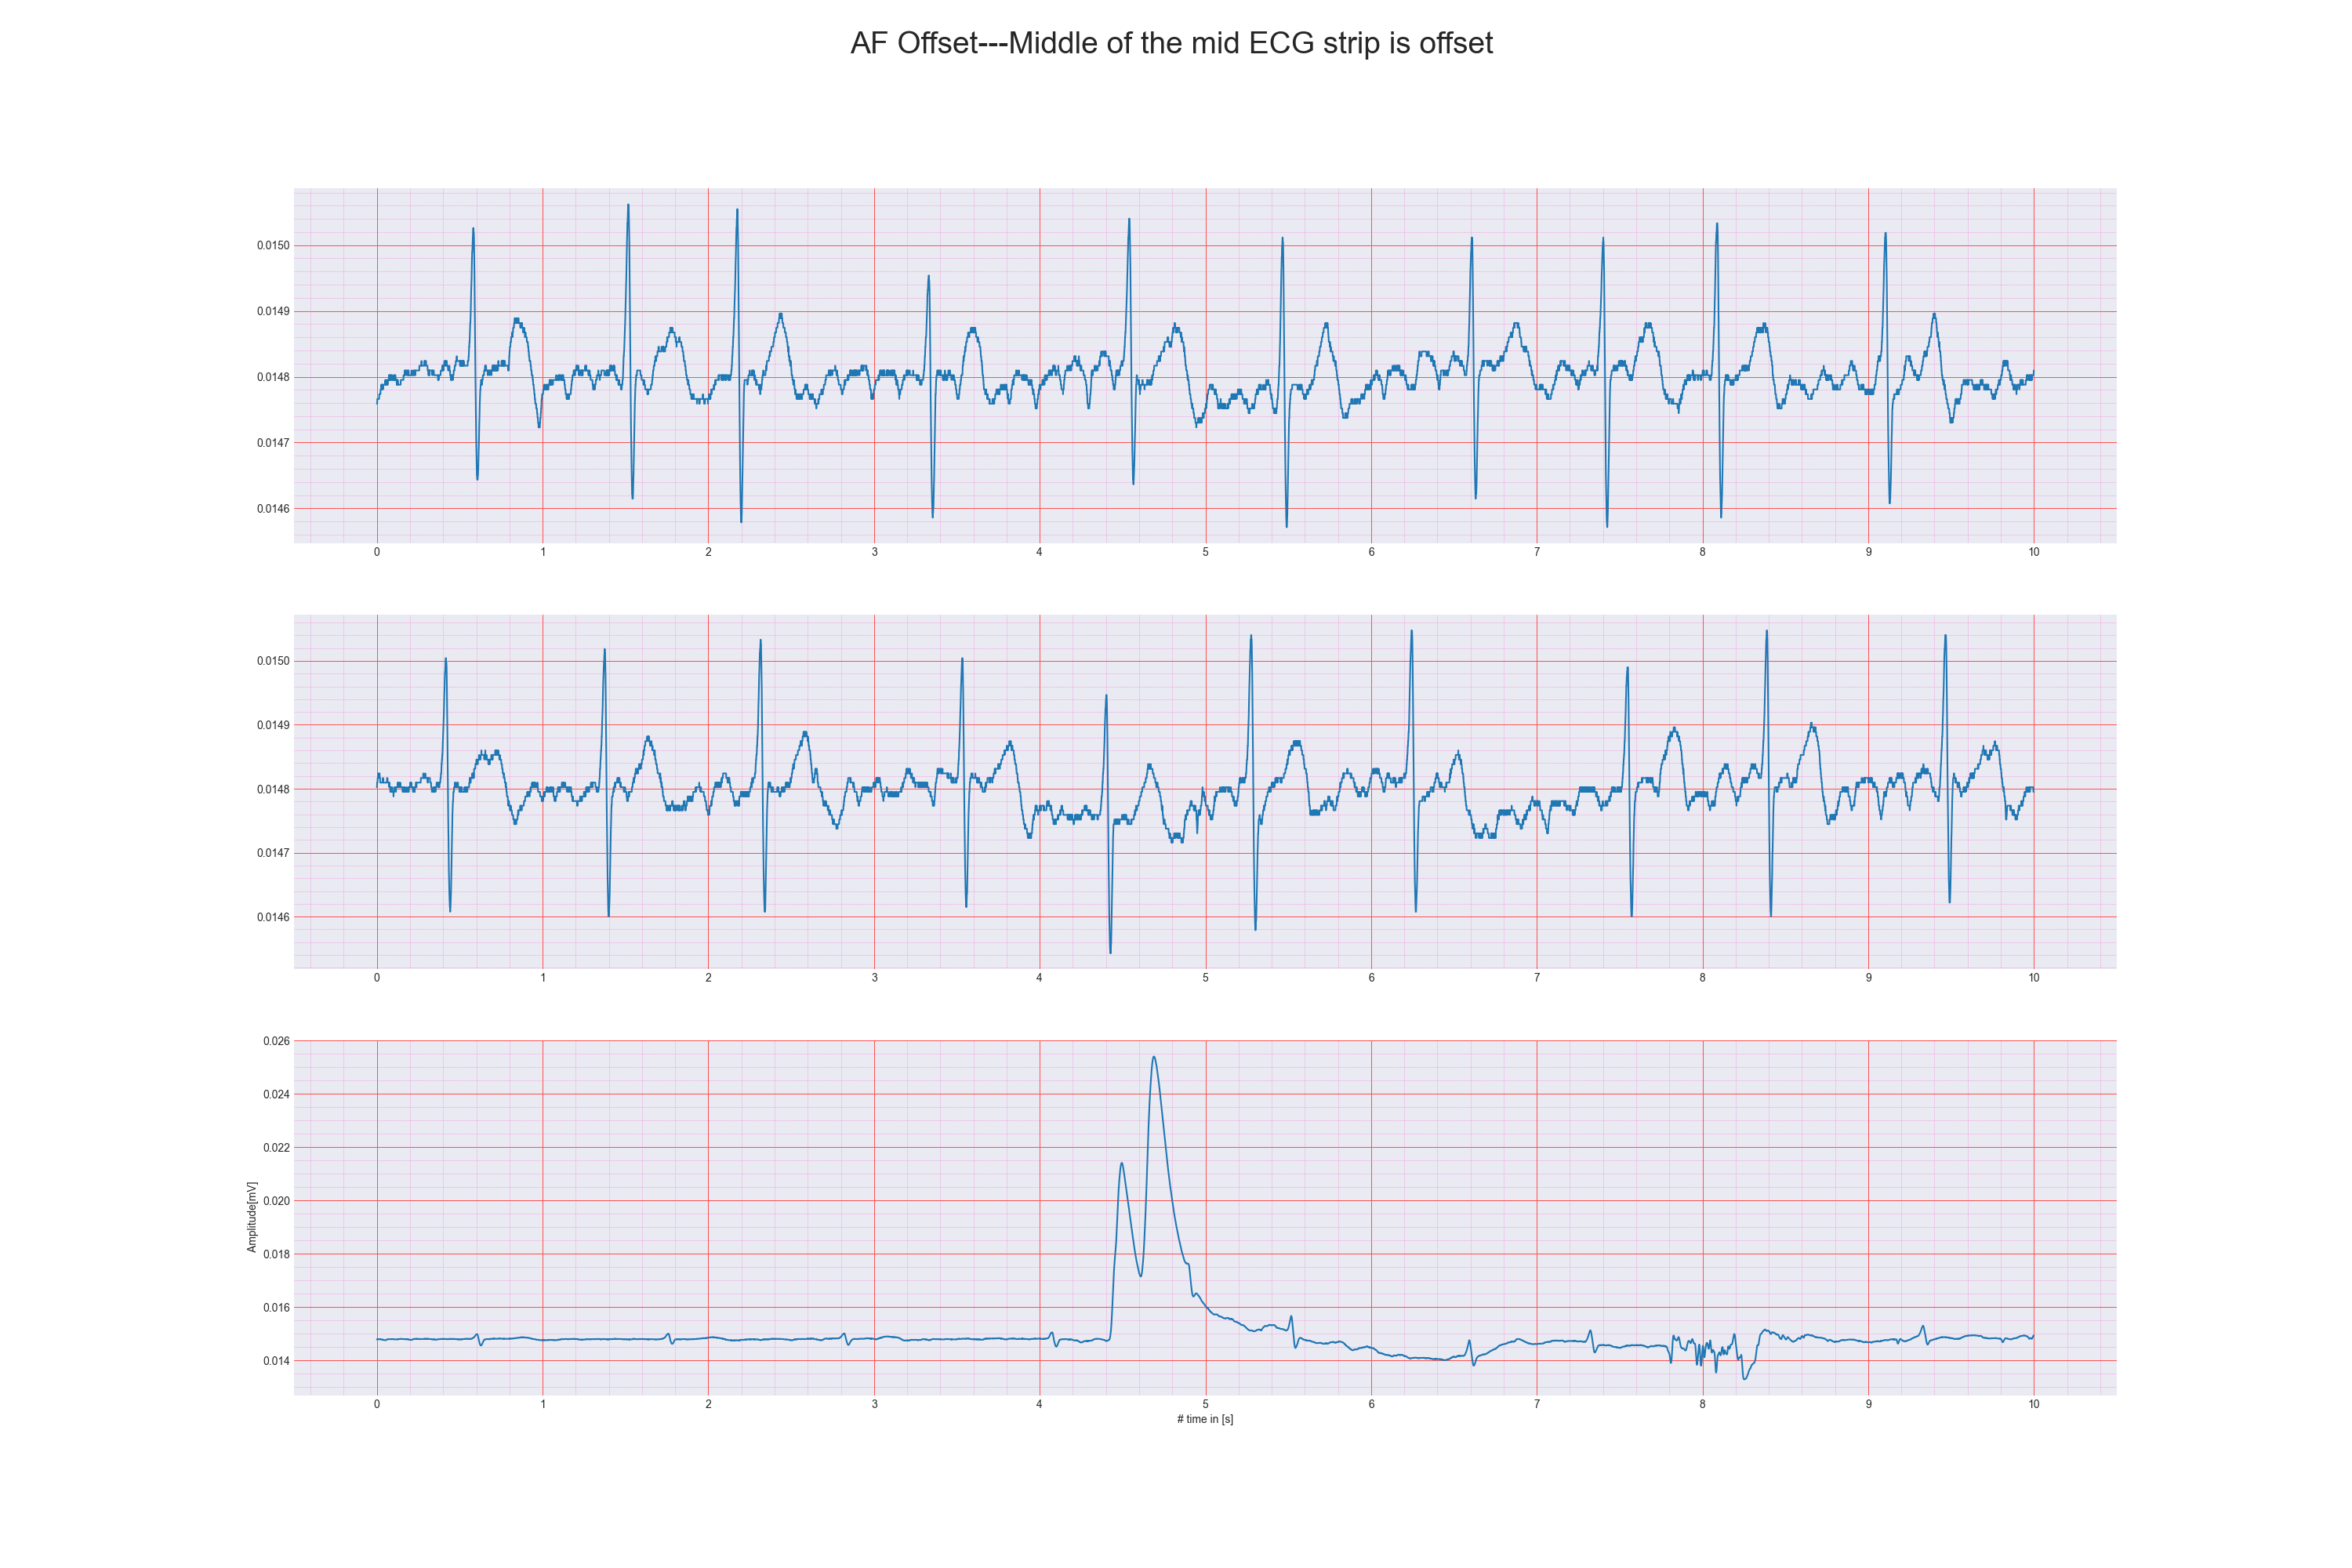 AF Offset---Middle of the mid ECG strip is offset
0.0150
0.0149
0.0148
0.0147
0.0146
0 1 2 3 4 5 6 7 8 9 10
0.0150
0.0149
0.0148
0.0147
0.0146
0 1 2 3 4 5 6 7 8 9 10
0.026
0.024
0.022
0.020
0.018
0.016
0.014
Amplitude[mV]
0 1 2 3 4 5 6 7 8 9 10
# time in [s]